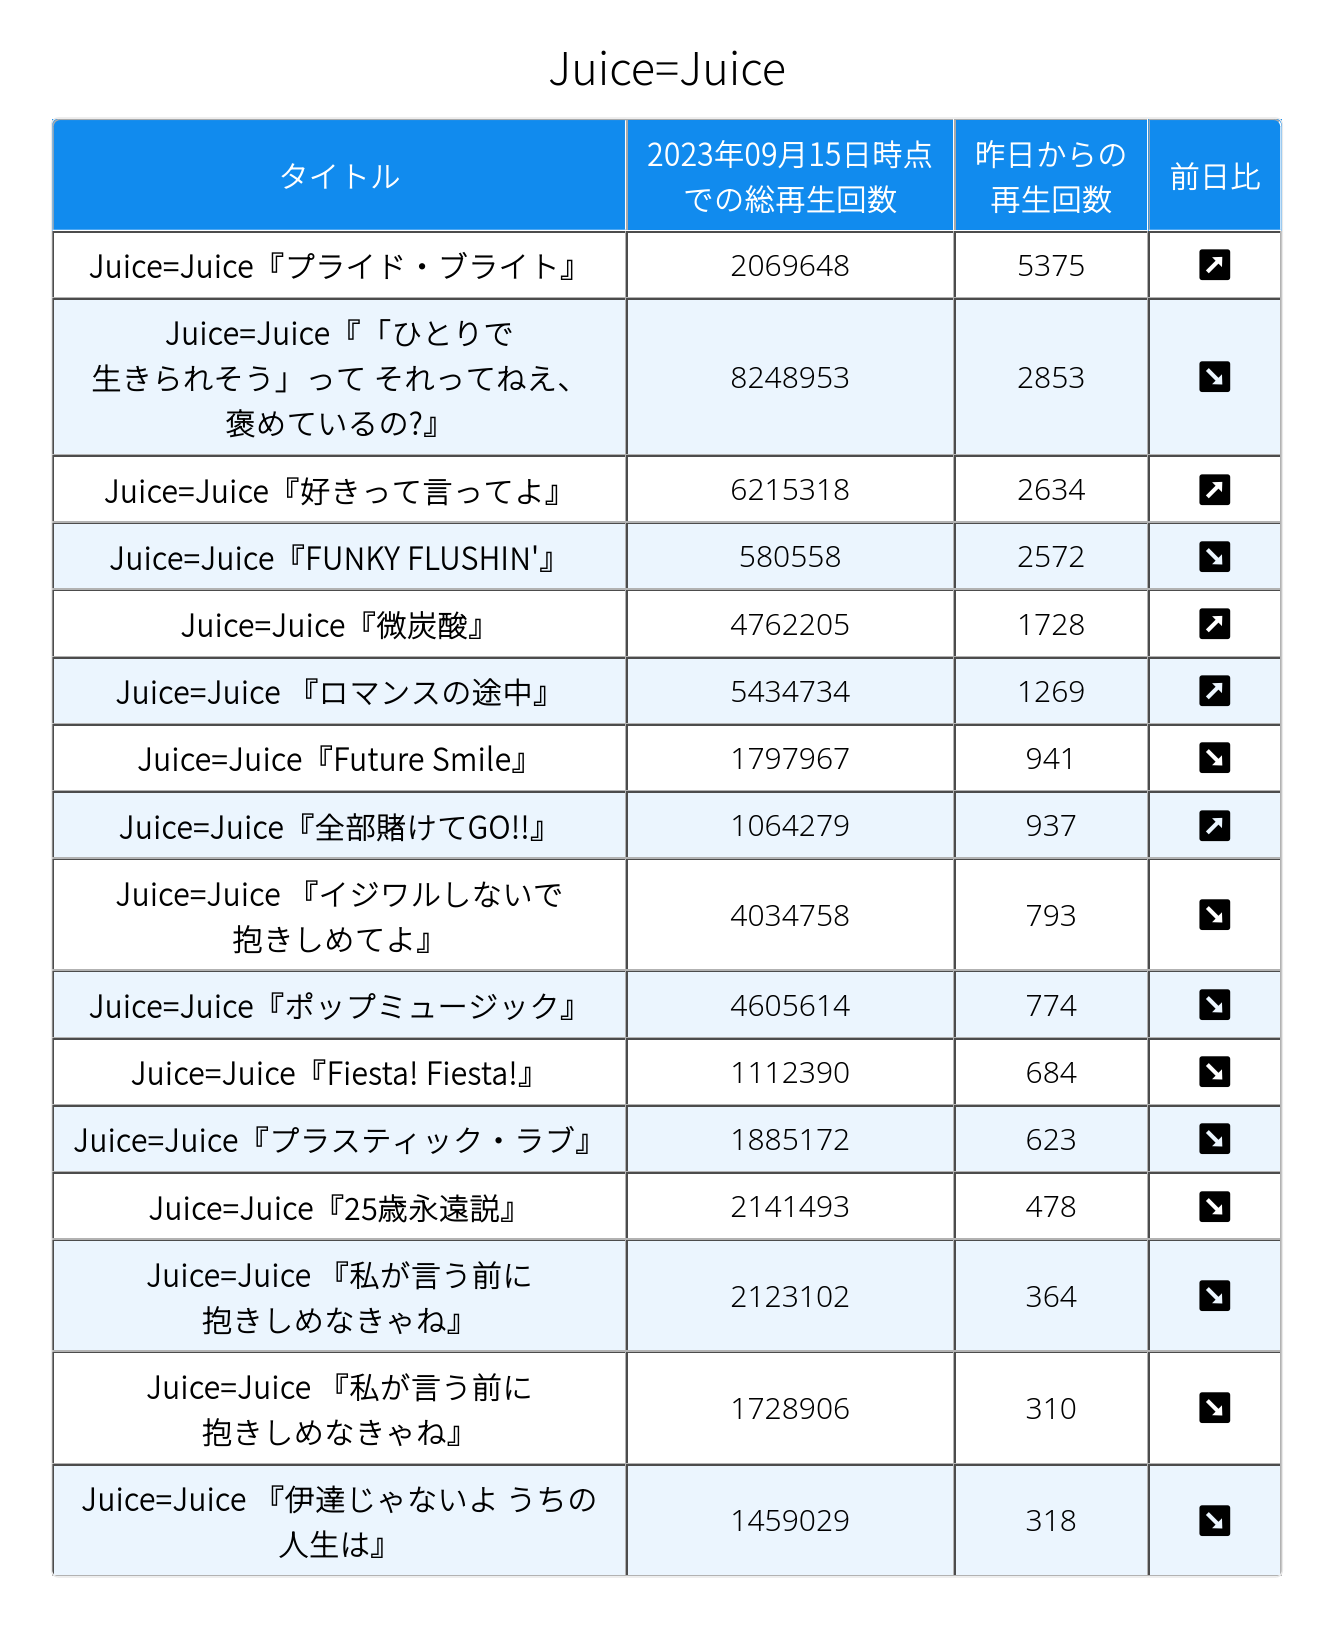 Juice=Juice
タイトル
2023年09月15日時点
での総再生回数
昨日からの
再生回数
前日比
Juice=Juice『プライド・ブライト』
2069648
5375
Juice=Juice『「ひとりで
生きられそう」って それってねえ、
褒めているの?』
8248953
2853
Juice=Juice『好きって言ってよ』
6215318
2634
Juice=Juice『FUNKY FLUSHIN'』
580558
2572
Juice=Juice『微炭酸』
4762205
1728
Juice=Juice 『ロマンスの途中』
5434734
1269
Juice=Juice『Future Smile』
1797967
941
Juice=Juice『全部賭けてGO!!』
1064279
937
Juice=Juice 『イジワルしないで
抱きしめてよ』
4034758
793
Juice=Juice『ポップミュージック』
4605614
774
Juice=Juice『Fiesta! Fiesta!』
1112390
684
Juice=Juice『プラスティック・ラブ』
1885172
623
Juice=Juice『25歳永遠説』
2141493
478
Juice=Juice 『私が言う前に
抱きしめなきゃね』
2123102
364
Juice=Juice 『私が言う前に
抱きしめなきゃね』
1728906
310
Juice=Juice 『伊達じゃないよ うちの
人生は』
1459029
318